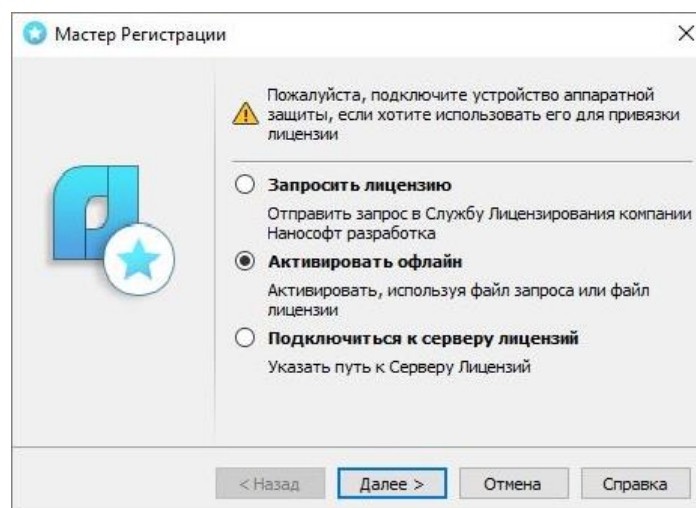 Мастер Регистрации
Пожалуйста, подключите устройство аппаратной
защиты, если хотите использовать его для привязки
лицензии
Запросить лицензию
Отправить запрос в Службу Лицензирования компании
Нанософт разработка
Активировать офлайн
Активировать, используя файл запроса или файл
лицензии
Подключиться к серверу лицензий
Указать путь к Серверу Лицензий
< Назад Далее > Отмена Справка